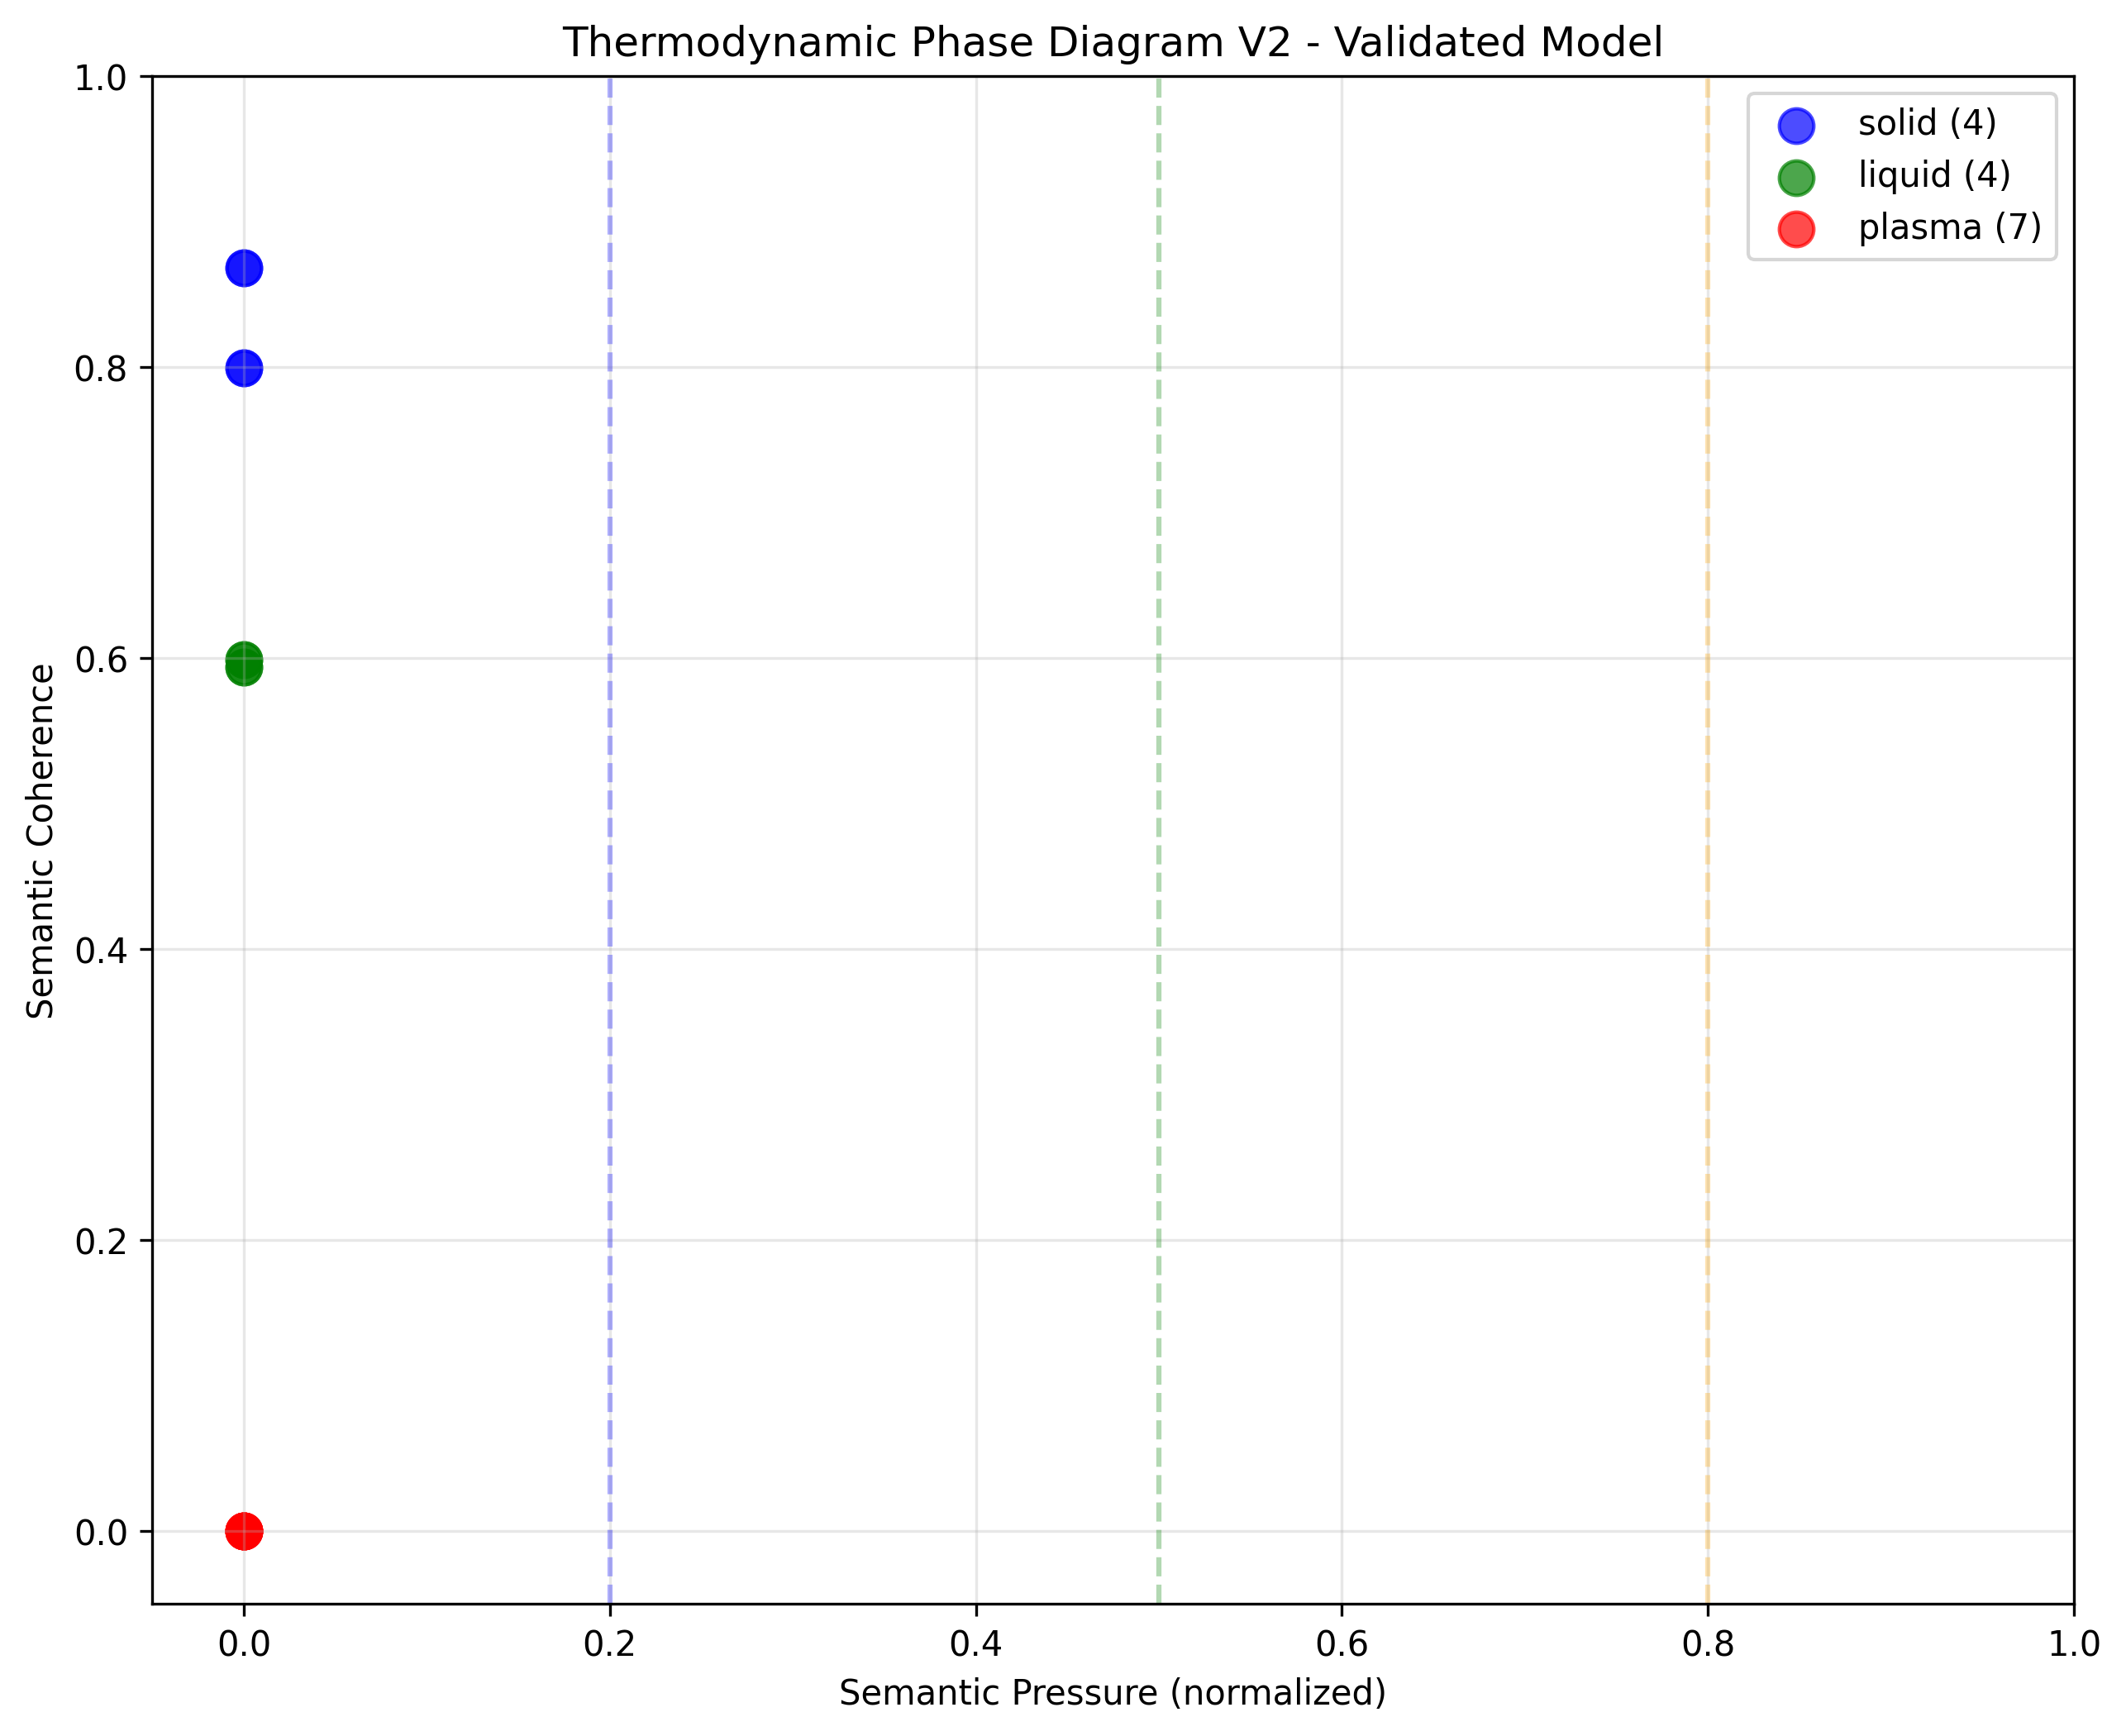 Thermodynamic Phase Diagram V2 - Validated Model
solid (4)
liquid (4)
plasma (7)
Semantic Coherence
1.0
0.8
0.6
0.4
0.2
0.0
0.0 0.2 0.4 0.6 0.8 1.0
Semantic Pressure (normalized)